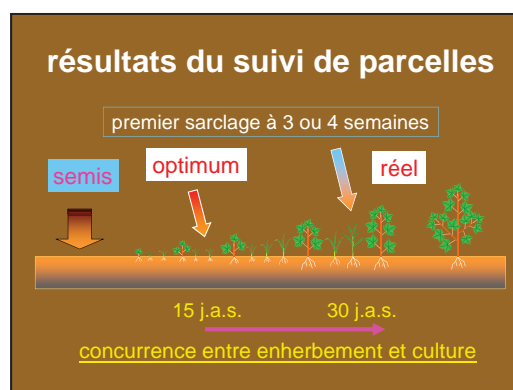 résultats du suivi de parcelles
premier sarclage à 3 ou 4 semaines
semis
optimum
réel
15 j.a.s.
30 j.a.s.
concurrence entre enherbement et culture